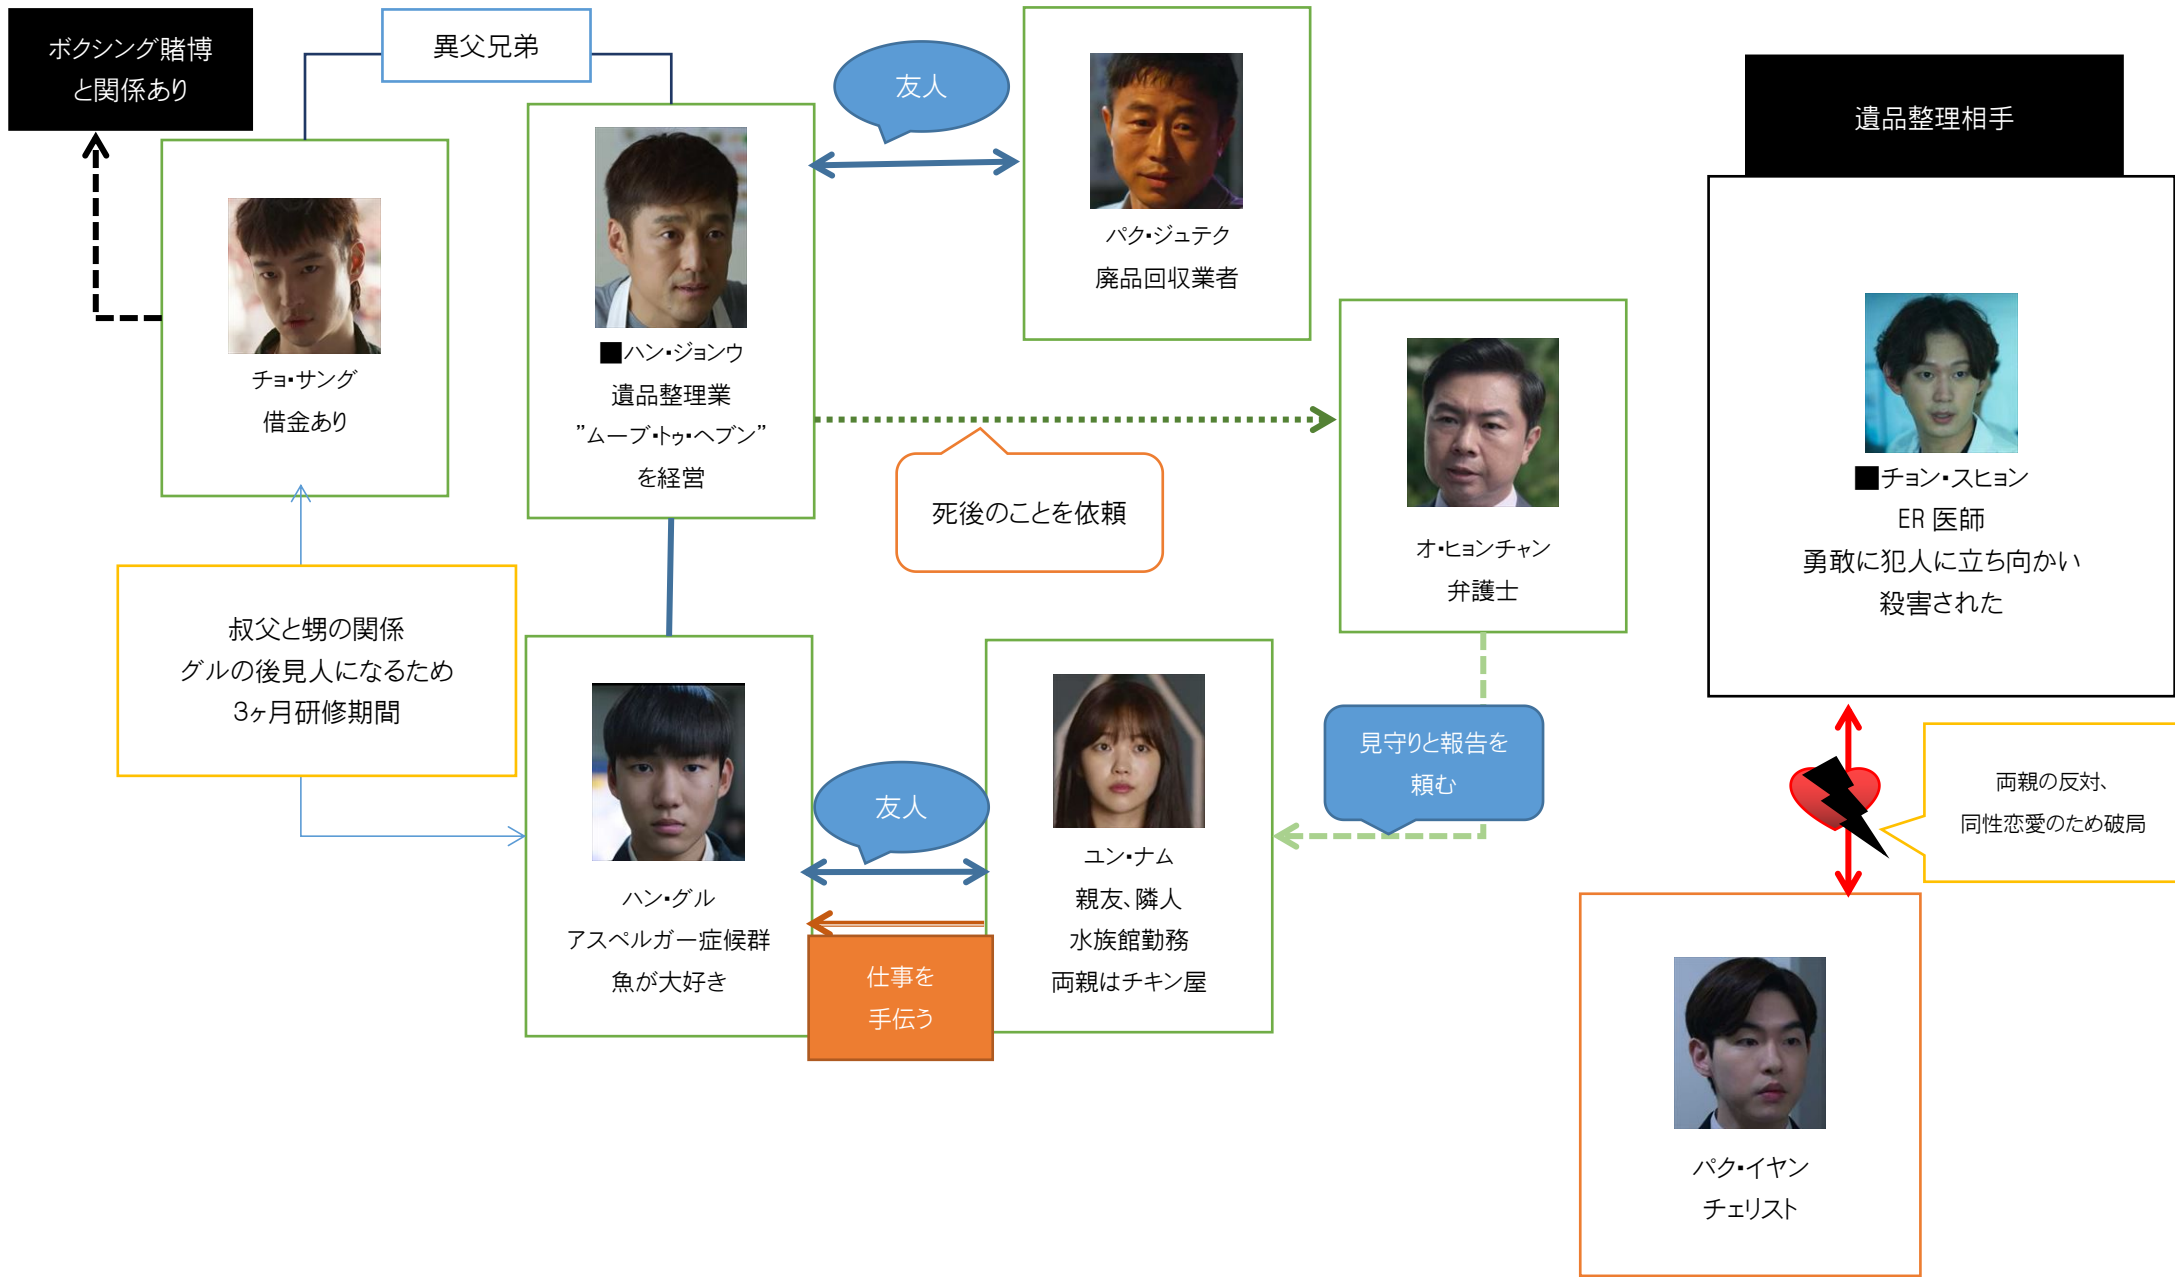 ボクシング賭博
と関係あり
異父兄弟
友人
遺品整理相手
チョ・サング
借金あり
■ハン・ジョンウ
遺品整理業
”ムーブ・トゥ・ヘブン”
を経営
パク・ジュテク
廃品回収業者
死後のことを依頼
オ・ヒョンチャン
弁護士
■チョン・スヒョン
ER 医師
勇敢に犯人に立ち向かい
殺害された
叔父と甥の関係
グルの後見人になるため
3ヶ月研修期間
ハン・グル
アスペルガー症候群
魚が大好き
友人
仕事を
手伝う
ユン・ナム
親友、隣人
水族館勤務
両親はチキン屋
見守りと報告を
頼む
両親の反対、
同性恋愛のため破局
パク・イヤン
チェリスト